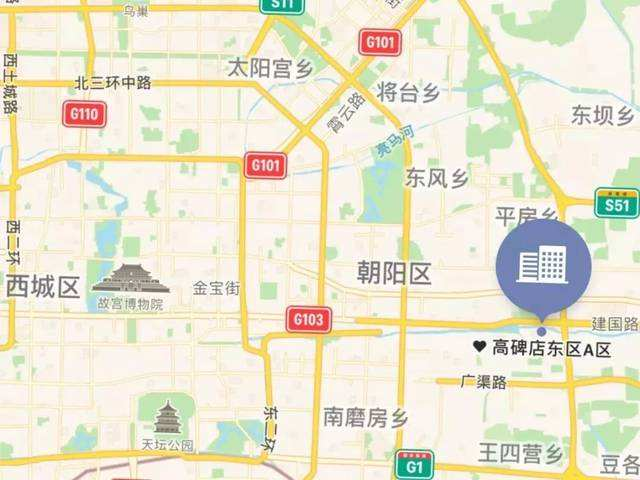 S11
鸟巢
G101
太阳宫乡
西土城路
北三环中路
将台乡
G110
霄云路
东坝乡
亮马河
G101
东风乡
S51
平房乡
西二环
朝阳区
西城区
金宝街
故宫博物院
G103
建国路
高碑店东区A区
广渠路
东二环
南磨房乡
天坛公园
王四营乡
G1
豆各